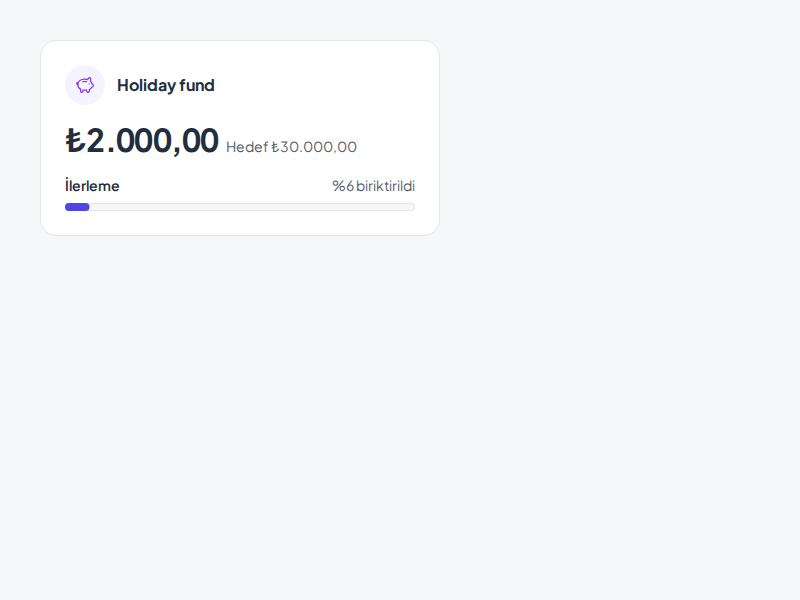 Holiday fund
₺2.000,00 Hedef ₺30.000,00
İlerleme %6 biriktirildi